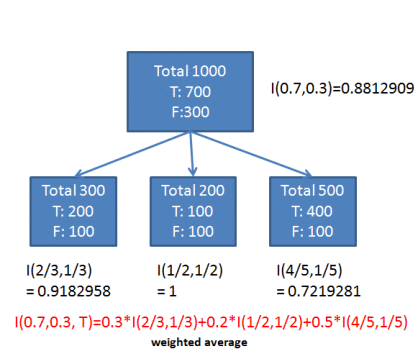 Total 1000
T: 700
F:300
I(0.7,0.3)=0.8812909
Total 300
T: 200
F: 100
Total 200
T: 100
F: 100
Total 500
T: 400
F: 100
I(2/3,1/3)
= 0.9182958
I(1/2,1/2)
= 1
I(4/5,1/5)
= 0.7219281
I(0.7,0.3, T)=0.3*I(2/3,1/3)+0.2*I(1/2,1/2)+0.5*I(4/5,1/5)
weighted average